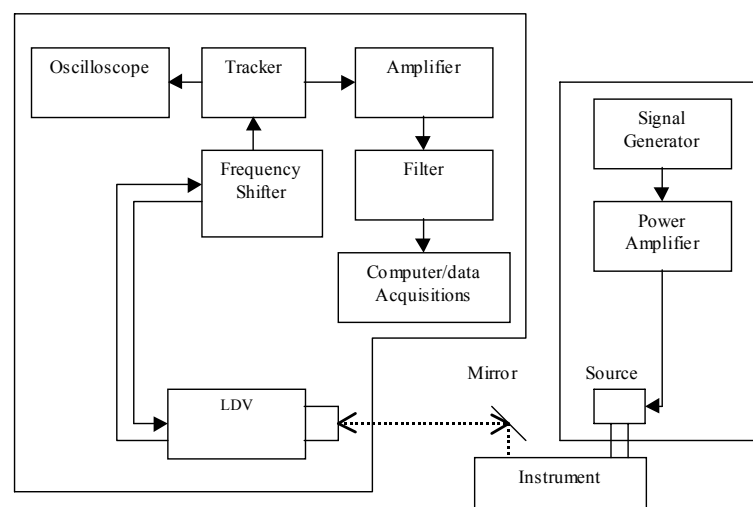 Oscilloscope
Tracker
Amplifier
Signal
Generator
Frequency
Shifter
Filter
Power
Amplifier
Computer/data
Acquisitions
Mirror
Source
LDV
Instrument